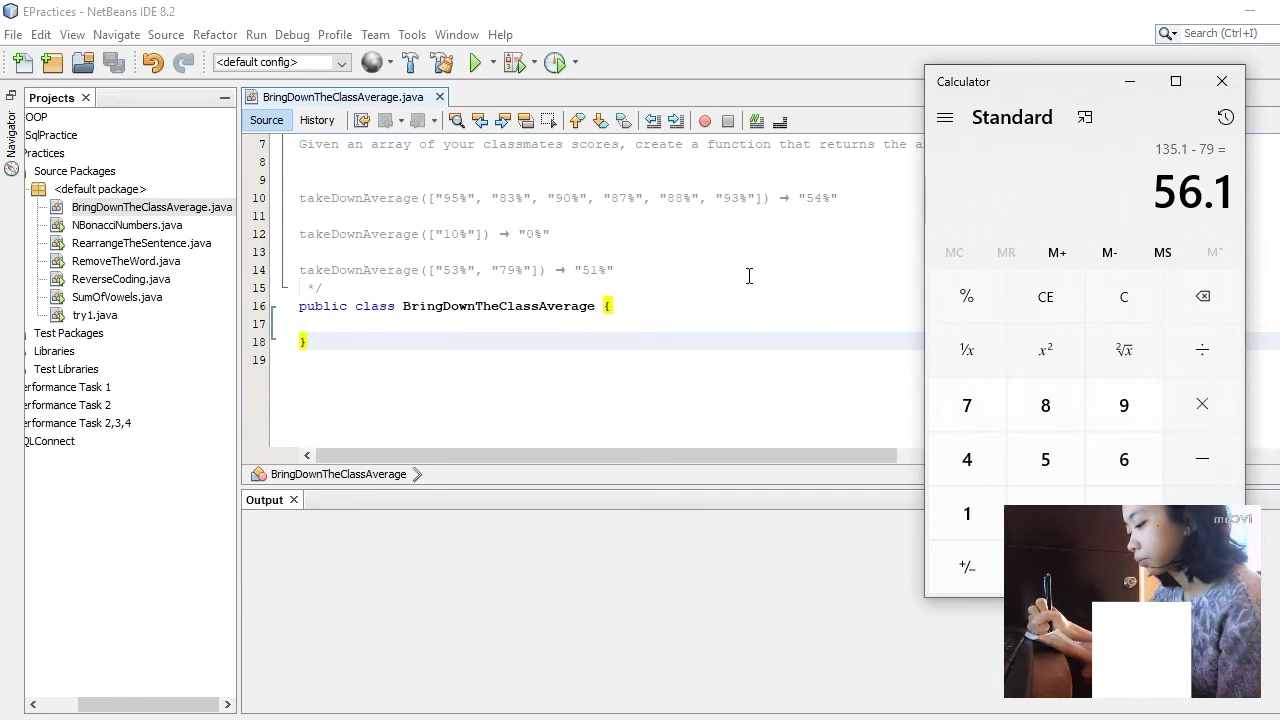 EPractices - NetBeans IDE 8.2
File Edit View Navigate Source Refactor Run Debug Profile Team Tools Window Help
Search (Ctrl+I)
<default config>
Projects
Navigator
OOP
SqlPractice
Practices
Source Packages
<default package>
BringDownTheClassAverage.java
NBonacciNumbers.java
RearrangeTheSentence.java
RemoveTheWord.java
ReverseCoding.java
SumOfVowels.java
try1.java
Test Packages
Libraries
Test Libraries
erformance Task 1
erformance Task 2
erformance Task 2,3,4
QLConnect
BringDownTheClassAverage.java
Source History
7 Given an array of your classmates scores, create a function that returns the a
8
9
10 takeDownAverage(["95%", "83%", "90%", "87%", "88%", "93%"]) → "54%"
11
12 takeDownAverage(["10%"]) → "0%"
13
14 takeDownAverage(["53%", "79%"]) → "51%"
15 */
16 public class BringDownTheClassAverage {
17
18 }
19
BringDownTheClassAverage
Output
Calculator
Standard
135.1 - 79 =
56.1
MC MR M+ M- MS M˅
% CE C
⅟x x² ²√x ÷
7 8 9 ×
4 5 6 −
1
+/−